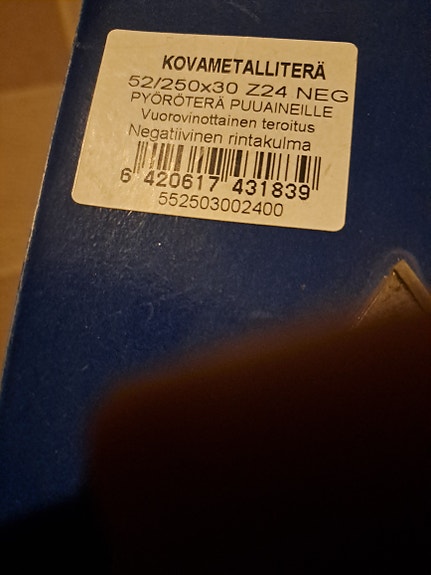 KOVAMETALLITERÄ
52/250x30 Z24 NEG
PYÖRÖTERÄ PUUAINEILLE
Vuorovinottainen teroitus
Negatiivinen rintakulma
6 420617 431839
552503002400